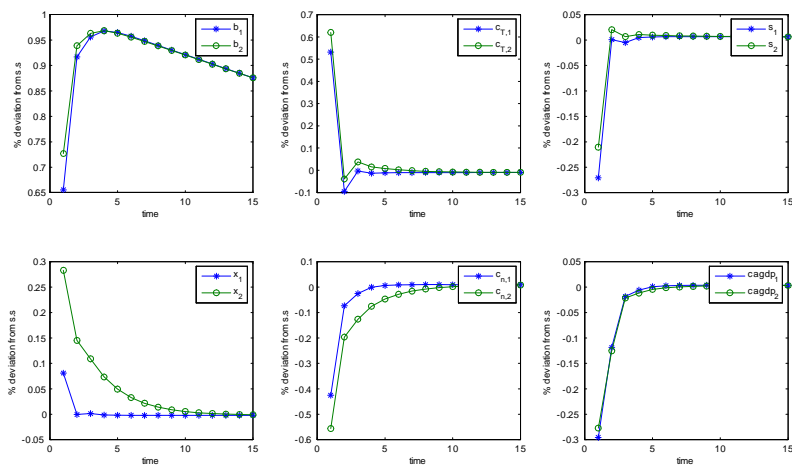 % deviation from s.s
1
0.95
0.9
0.85
0.8
0.75
0.7
0.65
b1
b2
0 5 10 15
time
% deviation from s.s
0.7
0.6
0.5
0.4
0.3
0.2
0.1
0
-0.1
cT,1
cT,2
0 5 10 15
time
% deviation from s.s
0.05
0
-0.05
-0.1
-0.15
-0.2
-0.25
-0.3
s1
s2
0 5 10 15
time
% deviation from s.s
0.3
0.25
0.2
0.15
0.1
0.05
0
-0.05
x1
x2
0 5 10 15
time
% deviation from s.s
0.1
0
-0.1
-0.2
-0.3
-0.4
-0.5
-0.6
cn,1
cn,2
0 5 10 15
time
% deviation from s.s
0.05
0
-0.05
-0.1
-0.15
-0.2
-0.25
-0.3
cagdp1
cagdp2
0 5 10 15
time